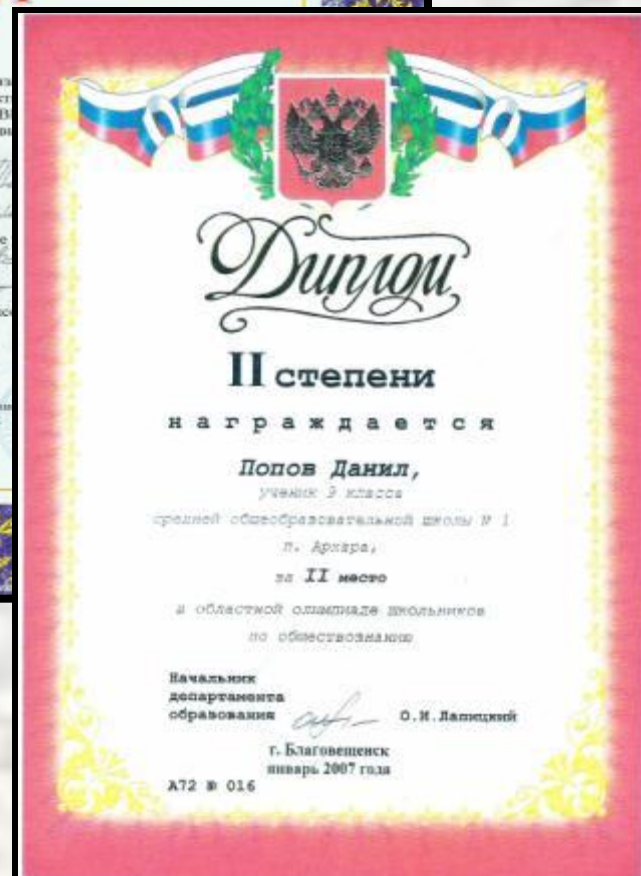 Диплом
II степени
награждается
Попов Данил,
ученик 9 класса
средней общеобразовательной школы № 1
п. Архара,
за II место
в областной олимпиаде школьников
по обществознанию
Начальник
департамента
образования О.И.Лапицкий
г. Благовещенск
январь 2007 года
А72 № 016